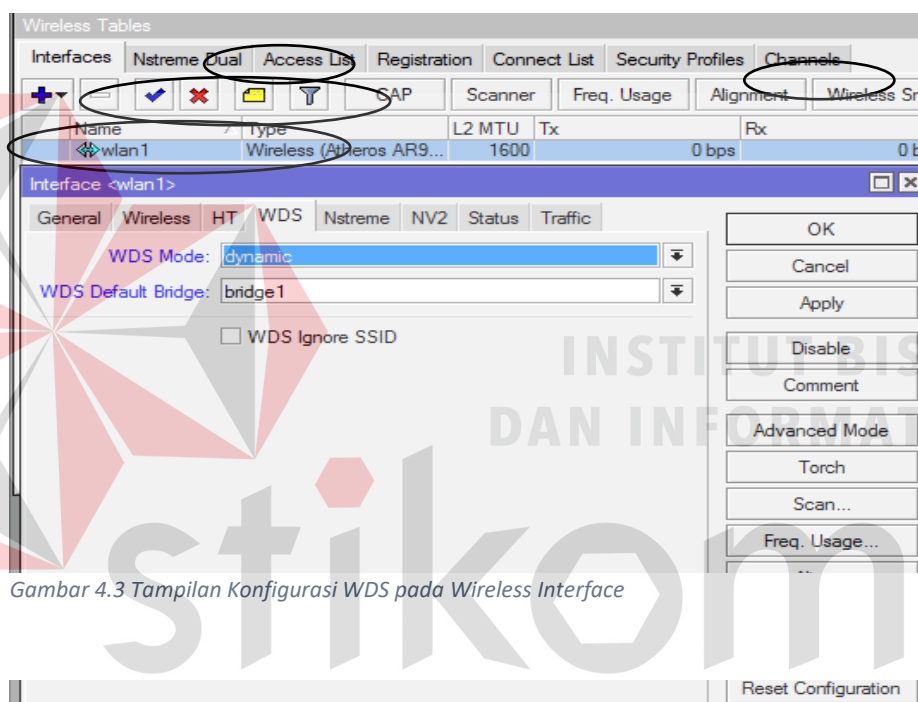 Wireless Tables
Interfaces Nstreme Dual Access List Registration Connect List Security Profiles Channels
CAP Scanner Freq. Usage Alignment Wireless Sn
Name Type L2 MTU Tx Rx
wlan1 Wireless (Atheros AR9... 1600 0 bps 0 b
Interface <wlan1>
General Wireless HT WDS Nstreme NV2 Status Traffic
OK
WDS Mode: dynamic
Cancel
WDS Default Bridge: bridge1
Apply
WDS Ignore SSID
Disable
INSTITUT BIS
Comment
DAN INFORMAT
Advanced Mode
Torch
Scan...
Freq. Usage...
stikom
Gambar 4.3 Tampilan Konfigurasi WDS pada Wireless Interface
Reset Configuration